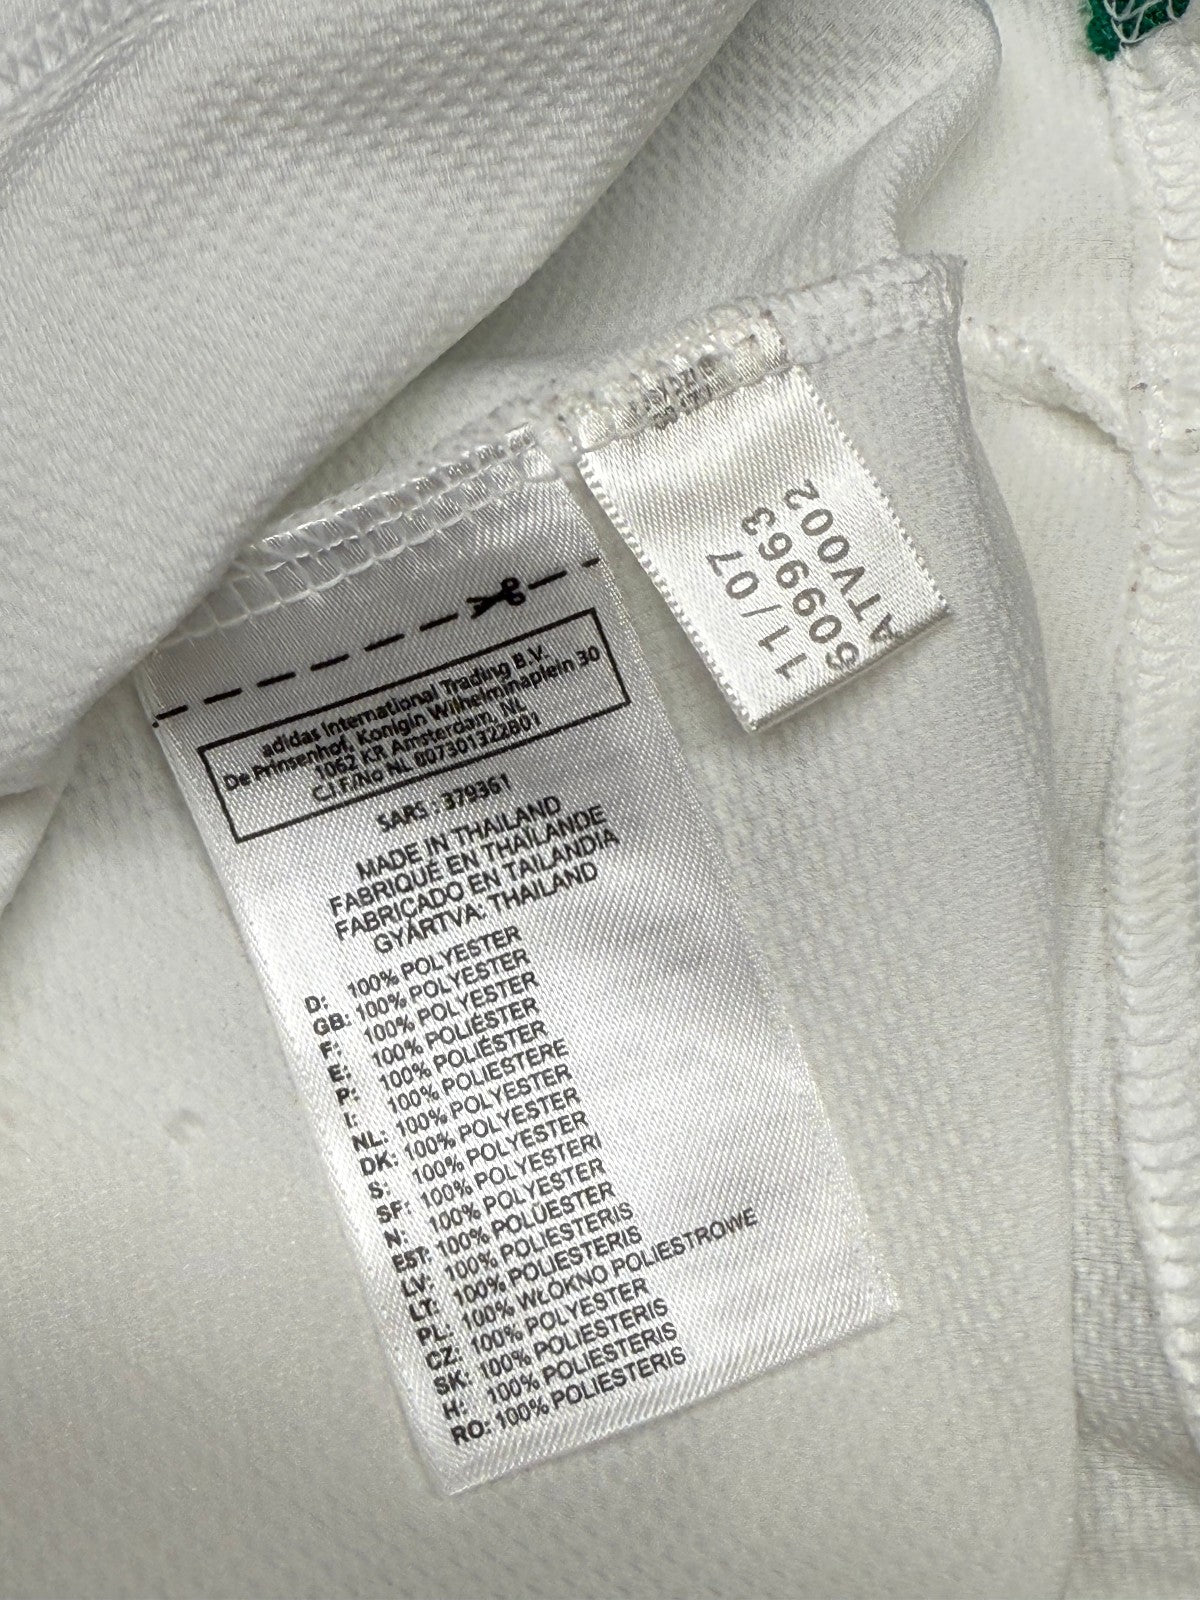 adidas International Trading B.V.
De Prinsenhof, Konigin Wilhelminaplein 30
1062 KR Amsterdam, NL
C.I.F/No NL 807301322B01
SARS : 379361
MADE IN THAILAND
FABRIQUÉ EN THAÏLANDE
FABRICADO EN TAILANDIA
GYÁRTVA: THAILAND
D: 100% POLYESTER
GB: 100% POLYESTER
F: 100% POLYESTER
E: 100% POLIÉSTER
P: 100% POLIÉSTER
I: 100% POLIESTERE
NL: 100% POLYESTER
DK: 100% POLYESTER
S: 100% POLYESTER
SF: 100% POLYESTERI
N: 100% POLYESTER
EST: 100% POLÜESTER
LV: 100% POLIESTERIS
LT: 100% POLIESTERIS
PL: 100% WŁÓKNO POLIESTROWE
CZ: 100% POLYESTER
SK: 100% POLIESTERIS
H: 100% POLIESTERIS
RO: 100% POLIESTERIS
11/07
609963
ATV002